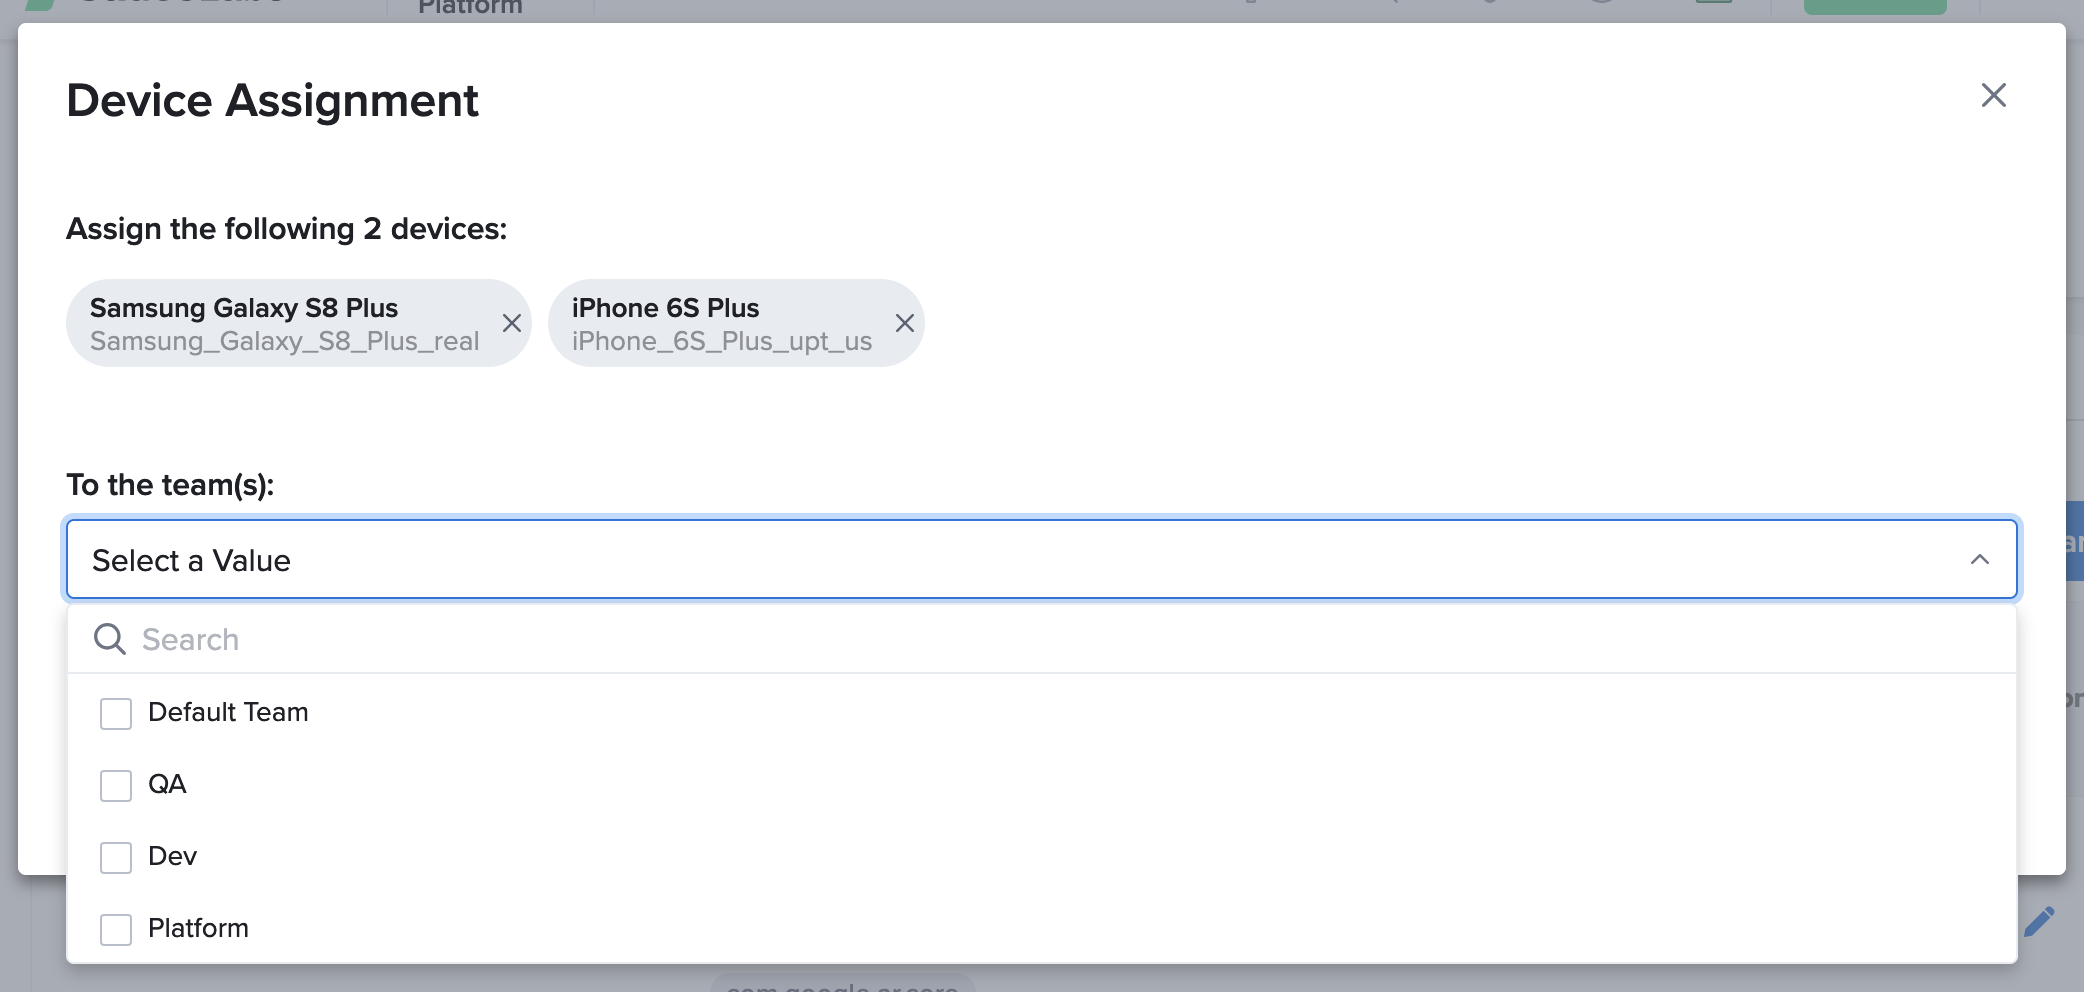 Platform
Device Assignment
Assign the following 2 devices:
Samsung Galaxy S8 Plus
Samsung_Galaxy_S8_Plus_real
iPhone 6S Plus
iPhone_6S_Plus_upt_us
To the team(s):
Select a Value
Search
Default Team
QA
Dev
Platform